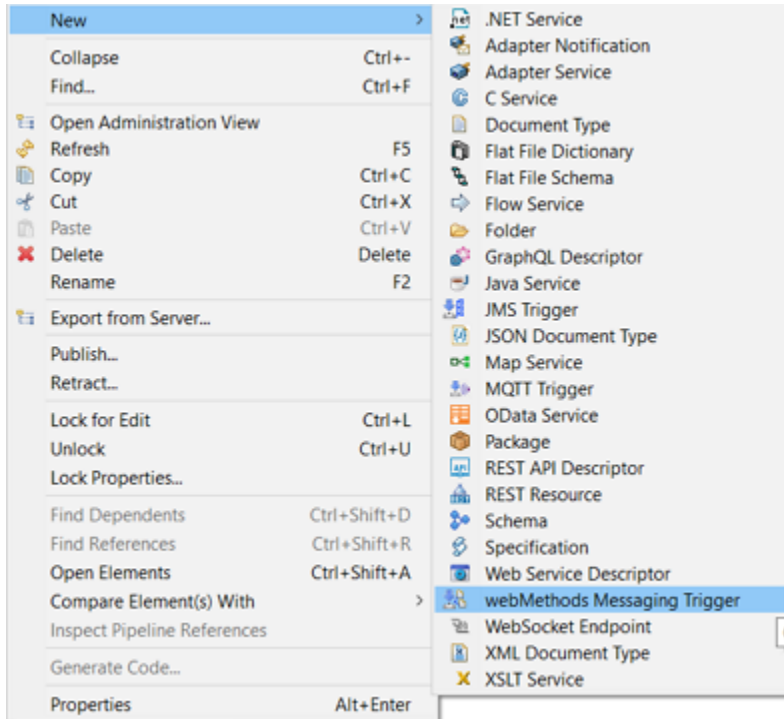 New >
Collapse Ctrl+-
Find... Ctrl+F
Open Administration View
Refresh F5
Copy Ctrl+C
Cut Ctrl+X
Paste Ctrl+V
Delete Delete
Rename F2
Export from Server...
Publish...
Retract...
Lock for Edit Ctrl+L
Unlock Ctrl+U
Lock Properties...
Find Dependents Ctrl+Shift+D
Find References Ctrl+Shift+R
Open Elements Ctrl+Shift+A
Compare Element(s) With >
Inspect Pipeline References
Generate Code...
Properties Alt+Enter
.NET Service
Adapter Notification
Adapter Service
C Service
Document Type
Flat File Dictionary
Flat File Schema
Flow Service
Folder
GraphQL Descriptor
Java Service
JMS Trigger
JSON Document Type
Map Service
MQTT Trigger
OData Service
Package
REST API Descriptor
REST Resource
Schema
Specification
Web Service Descriptor
webMethods Messaging Trigger
WebSocket Endpoint
XML Document Type
XSLT Service